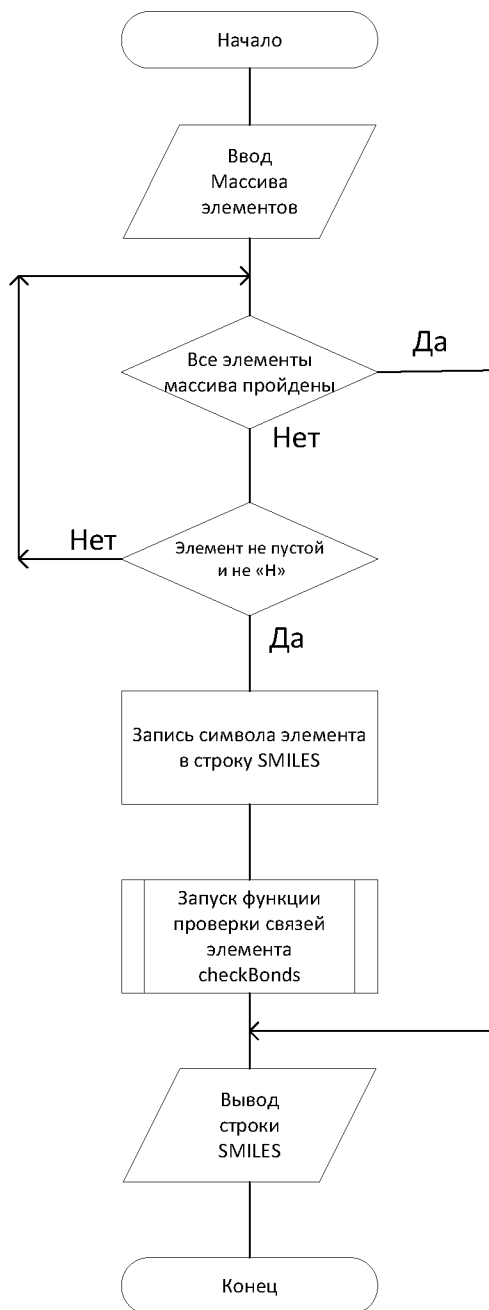 Начало
Ввод
Массива
элементов
Все элементы
массива пройдены
Да
Нет
Элемент не пустой
и не «Н»
Нет
Да
Запись символа элемента
в строку SMILES
Запуск функции
проверки связей
элемента
checkBonds
Вывод
строки
SMILES
Конец